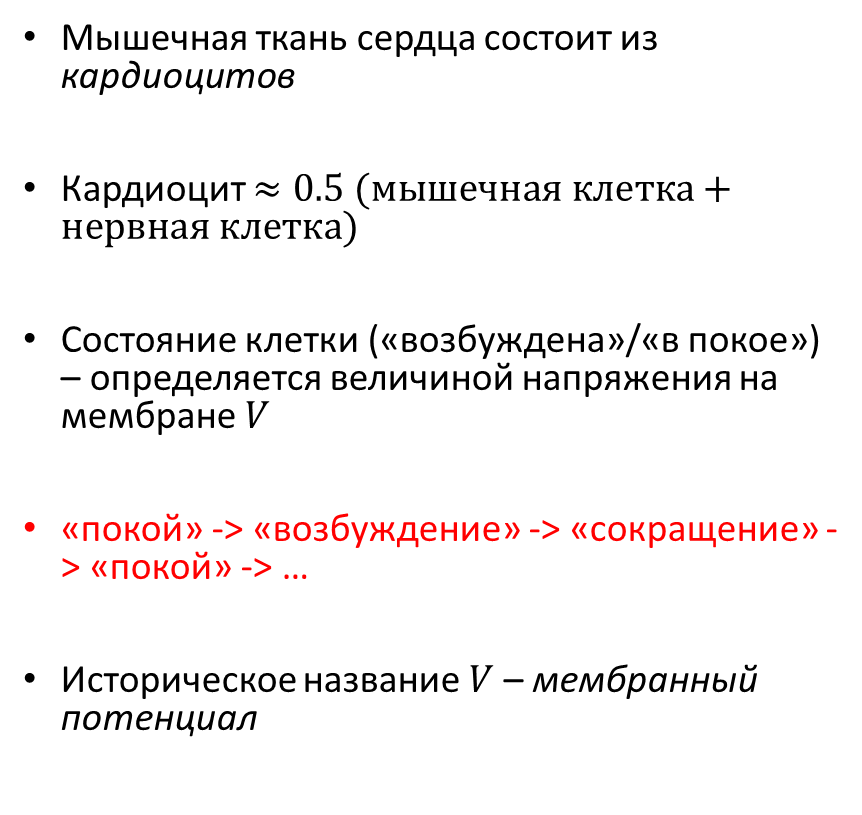 • Мышечная ткань сердца состоит из
кардиоцитов
• Кардиоцит ≈ 0.5 (мышечная клетка +
нервная клетка)
• Состояние клетки («возбуждена»/«в покое»)
– определяется величиной напряжения на
мембране V
• «покой» -> «возбуждение» -> «сокращение» -
> «покой» -> ...
• Историческое название V – мембранный
потенциал